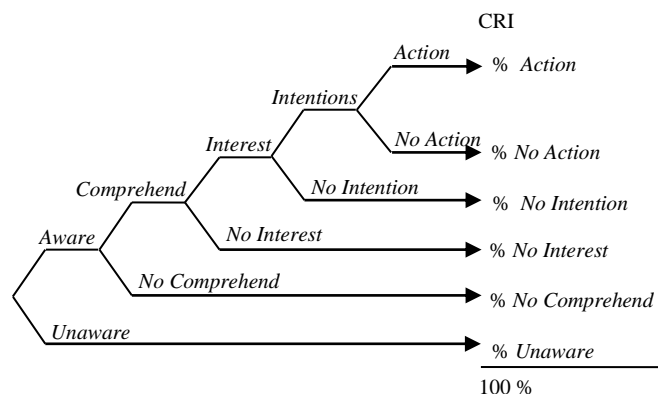 CRI
Action % Action
Intentions
No Action % No Action
Interest
No Intention % No Intention
Comprehend
No Interest % No Interest
Aware
No Comprehend % No Comprehend
Unaware % Unaware
100 %